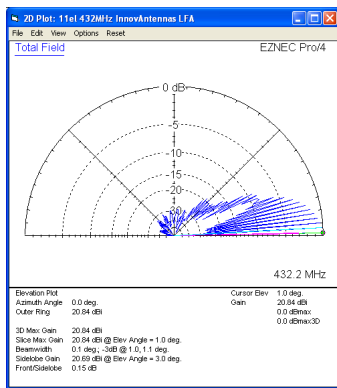 2D Plot: 11el 432MHz InnovAntennas LFA
File Edit View Options Reset
Total Field
EZNEC Pro/4
0 dB
-5
-10
-15
-20
-30
432.2 MHz
Elevation Plot
Azimuth Angle 0.0 deg.
Outer Ring 20.84 dBi
Cursor Elev 1.0 deg.
Gain 20.84 dBi
0.0 dBmax
0.0 dBmax3D
3D Max Gain 20.84 dBi
Slice Max Gain 20.84 dBi @ Elev Angle = 1.0 deg.
Beamwidth 0.1 deg.; -3dB @ 1.0, 1.1 deg.
Sidelobe Gain 20.69 dBi @ Elev Angle = 3.0 deg.
Front/Sidelobe 0.15 dB